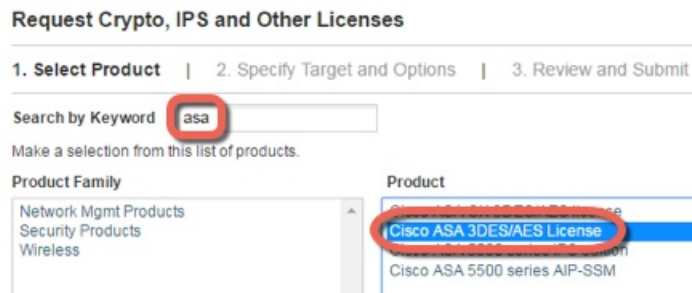 Request Crypto, IPS and Other Licenses
1. Select Product | 2. Specify Target and Options | 3. Review and Submit
Search by Keyword asa
Make a selection from this list of products.
Product Family Product
Network Mgmt Products
Security Products
Wireless
Cisco ASA 3DES/AES License
Cisco ASA 5500 series AIP-SSM